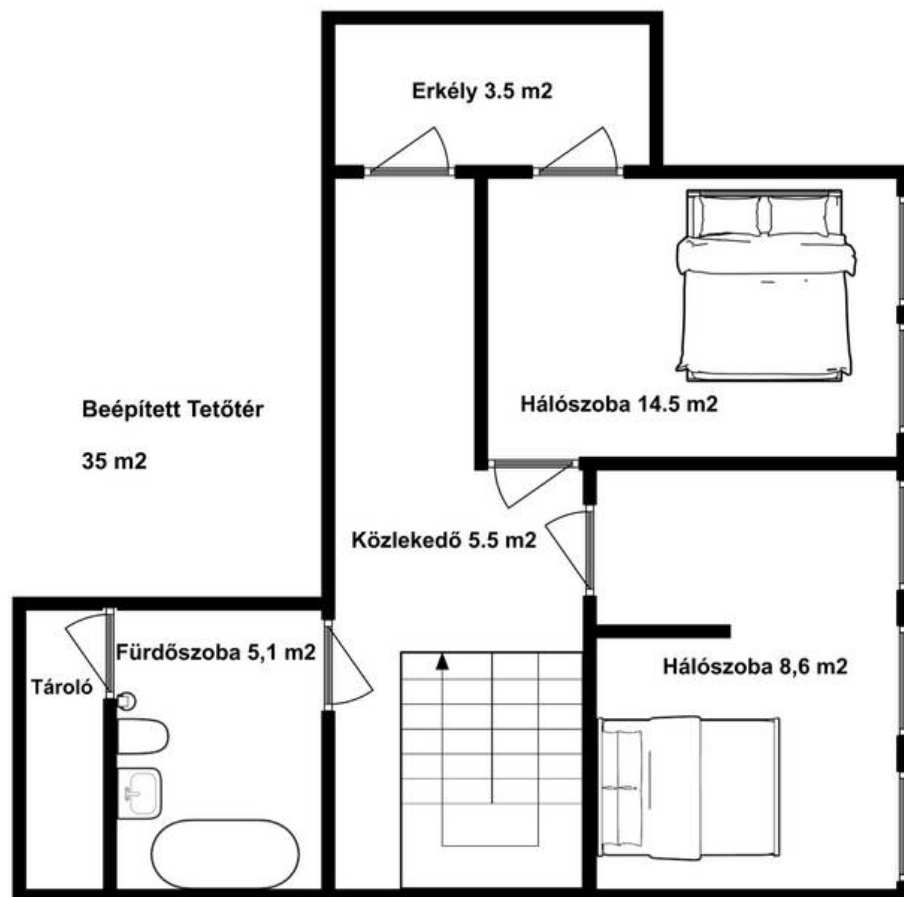 Erkély 3.5 m2
Hálószoba 14.5 m2
Beépített Tetőtér
35 m2
Közlekedő 5.5 m2
Fürdőszoba 5,1 m2
Tároló
Hálószoba 8,6 m2